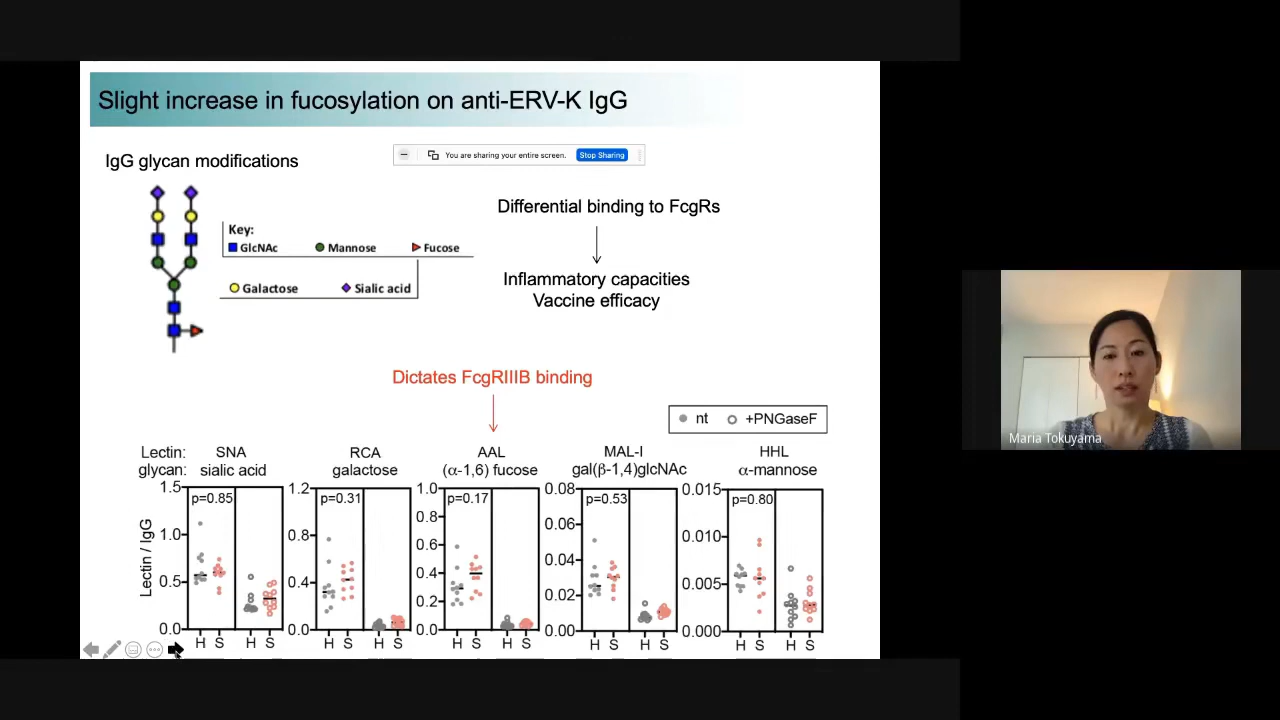 Slight increase in fucosylation on anti-ERV-K IgG
IgG glycan modifications
You are sharing your entire screen. Stop Sharing
Key:
GlcNAc Mannose Fucose
Galactose Sialic acid
Differential binding to FcgRs
Inflammatory capacities
Vaccine efficacy
Dictates FcgRIIIB binding
nt +PNGaseF
Lectin: SNA RCA AAL MAL-I HHL
glycan: sialic acid galactose (α-1,6) fucose gal(β-1,4)glcNAc α-mannose
Lectin / IgG
1.5 1.0 0.5 0.0
p=0.85
H S H S
1.2 0.8 0.4 0.0
p=0.31
H S H S
1.0 0.8 0.6 0.4 0.2 0.0
p=0.17
H S H S
0.08 0.06 0.04 0.02 0.00
p=0.53
H S H S
0.015 0.010 0.005 0.000
p=0.80
H S H S
Maria Tokuyama